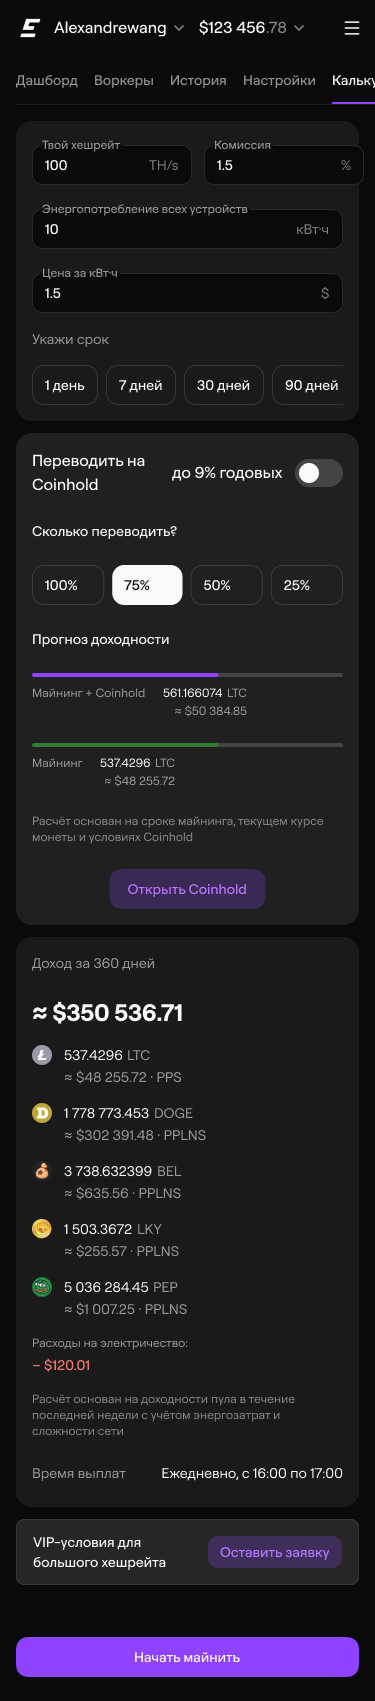 Alexandrewang $123 456.78
Дашборд Воркеры История Настройки Кальку
Твой хешрейт Комиссия
100 TH/s 1.5 %
Энергопотребление всех устройств
10 кВт·ч
Цена за кВт·ч
1.5 $
Укажи срок
1 день 7 дней 30 дней 90 дней
Переводить на
Coinhold
до 9% годовых
Сколько переводить?
100% 75% 50% 25%
Прогноз доходности
Майнинг + Coinhold 561.166074 LTC
≈ $50 384.85
Майнинг 537.4296 LTC
≈ $48 255.72
Расчёт основан на сроке майнинга, текущем курсе
монеты и условиях Coinhold
Открыть Coinhold
Доход за 360 дней
≈ $350 536.71
537.4296 LTC
≈ $48 255.72 · PPS
1 778 773.453 DOGE
≈ $302 391.48 · PPLNS
3 738.632399 BEL
≈ $635.56 · PPLNS
1 503.3672 LKY
≈ $255.57 · PPLNS
5 036 284.45 PEP
≈ $1 007.25 · PPLNS
Расходы на электричество:
− $120.01
Расчёт основан на доходности пула в течение
последней недели с учётом энергозатрат и
сложности сети
Время выплат Ежедневно, с 16:00 по 17:00
VIP-условия для
большого хешрейта
Оставить заявку
Начать майнить